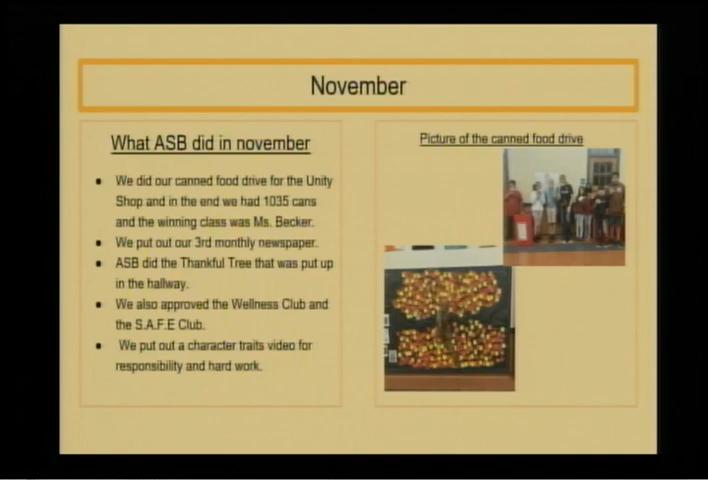 November
What ASB did in november
• We did our canned food drive for the Unity
Shop and in the end we had 1035 cans
and the winning class was Ms. Becker.
• We put out our 3rd monthly newspaper.
• ASB did the Thankful Tree that was put up
in the hallway.
• We also approved the Wellness Club and
the S.A.F.E Club.
• We put out a character traits video for
responsibility and hard work.
Picture of the canned food drive